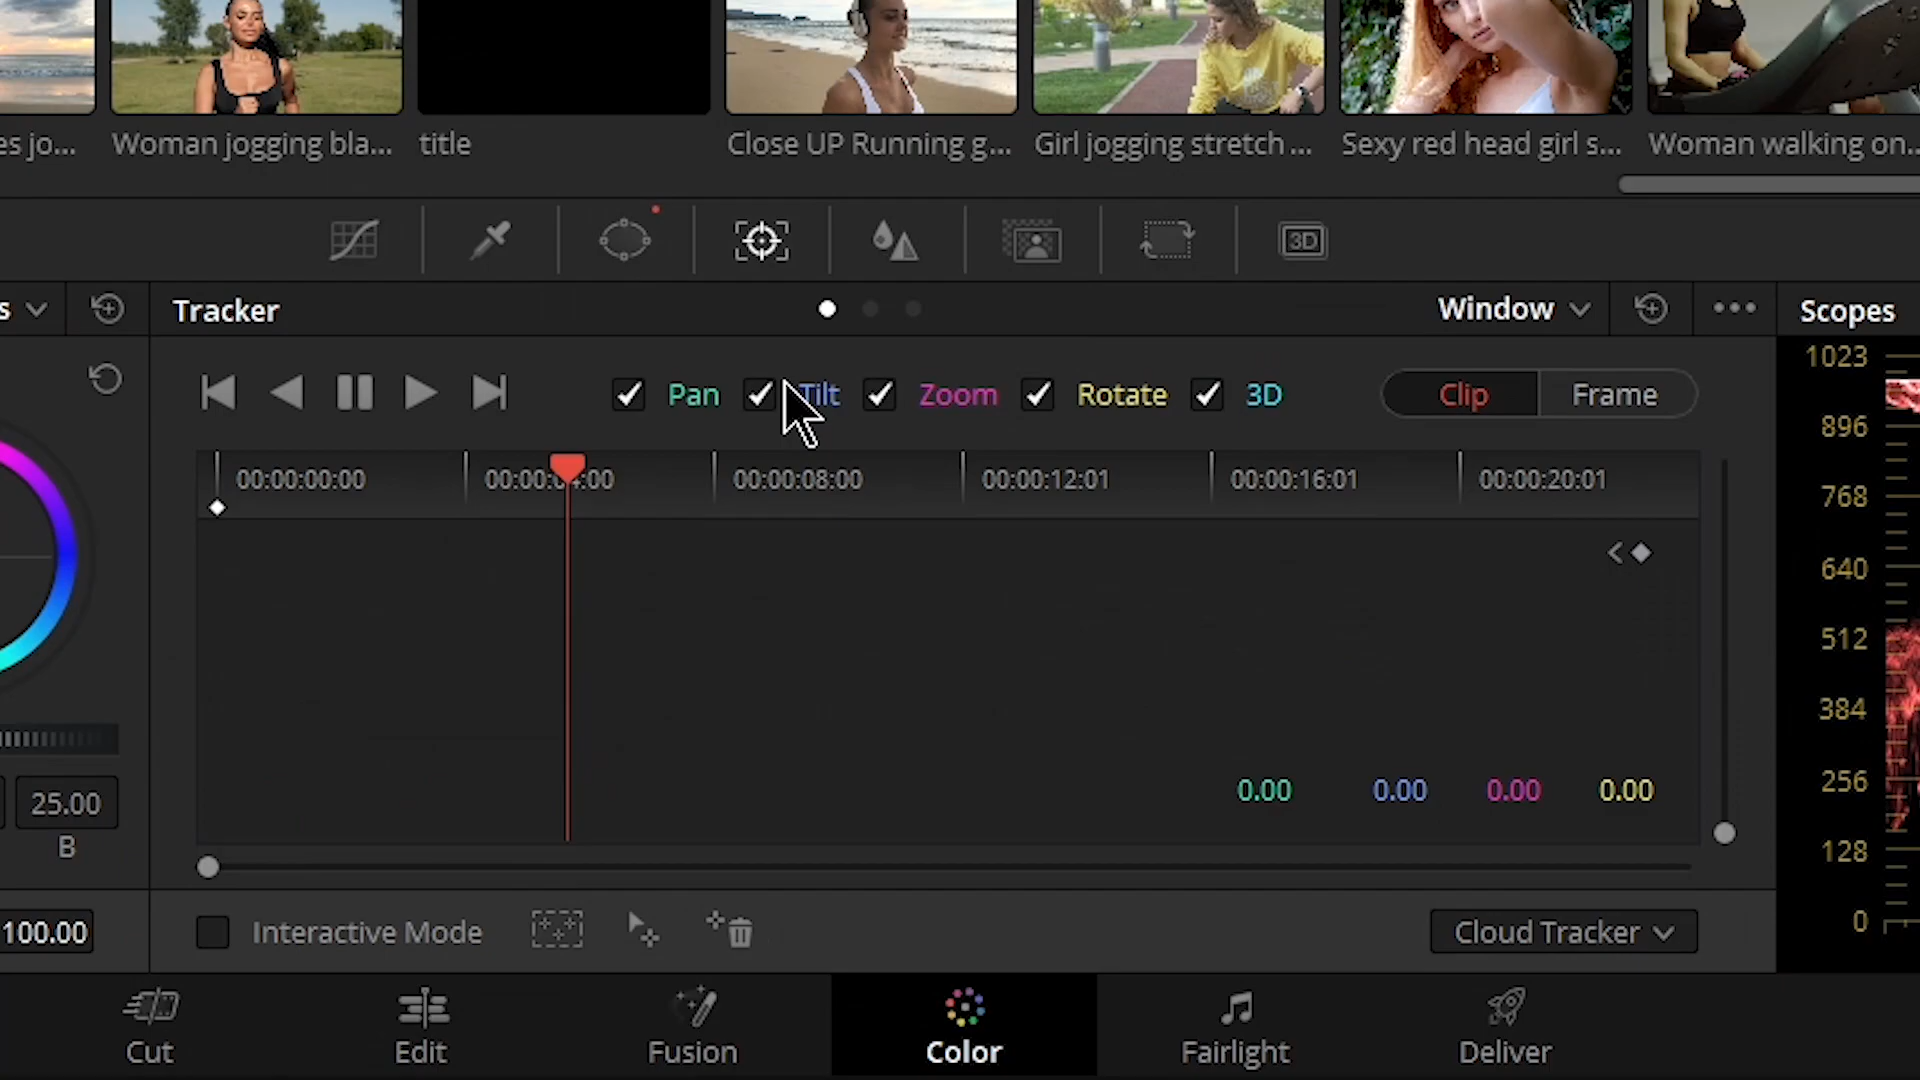 es jo...
Woman jogging bla...
title
Close UP Running g...
Girl jogging stretch ...
Sexy red head girl s...
Woman walking on...
3D
s
Tracker
Window
Scopes
Pan
Tilt
Zoom
Rotate
3D
Clip
Frame
00:00:00:00
00:00:04:00
00:00:08:00
00:00:12:01
00:00:16:01
00:00:20:01
1023
896
768
640
512
384
256
128
0
0.00
0.00
0.00
0.00
25.00
B
100.00
Interactive Mode
Cloud Tracker
Cut
Edit
Fusion
Color
Fairlight
Deliver